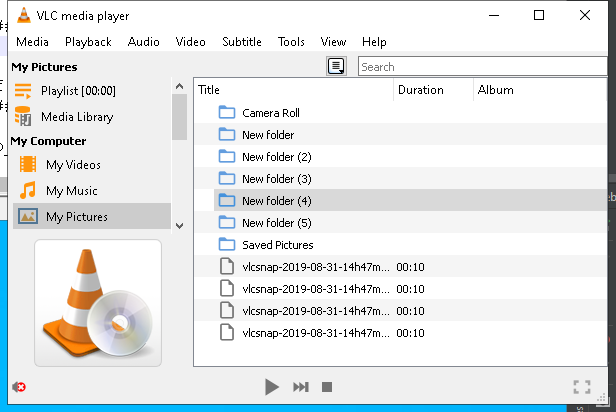 VLC media player
Media Playback Audio Video Subtitle Tools View Help
My Pictures
Search
Playlist [00:00]
Media Library
My Computer
My Videos
My Music
My Pictures
Title Duration Album
Camera Roll
New folder
New folder (2)
New folder (3)
New folder (4)
New folder (5)
Saved Pictures
vlcsnap-2019-08-31-14h47m... 00:10
vlcsnap-2019-08-31-14h47m... 00:10
vlcsnap-2019-08-31-14h47m... 00:10
vlcsnap-2019-08-31-14h47m... 00:10